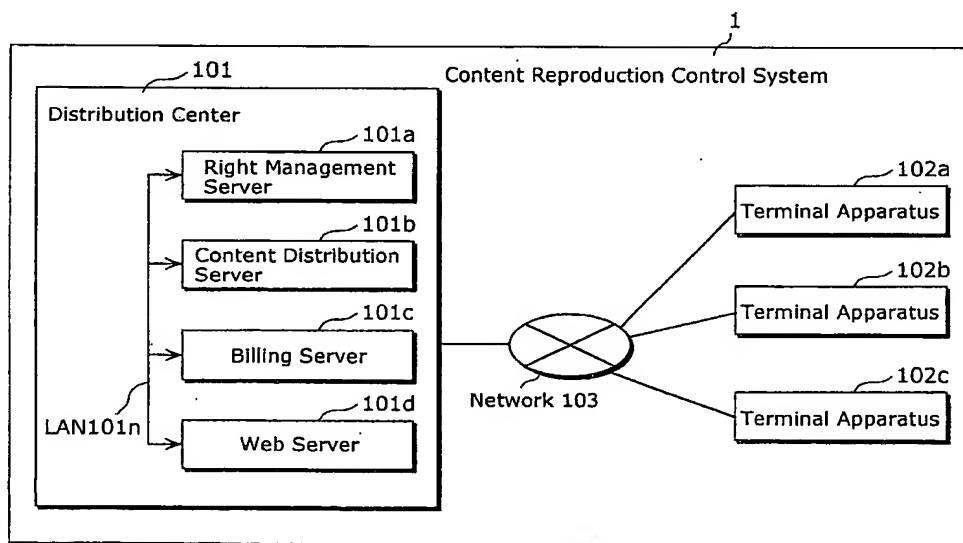 1
Content Reproduction Control System
101
Distribution Center
101a
Right Management
Server
101b
Content Distribution
Server
101c
Billing Server
LAN101n
101d
Web Server
Network 103
102a
Terminal Apparatus
102b
Terminal Apparatus
102c
Terminal Apparatus